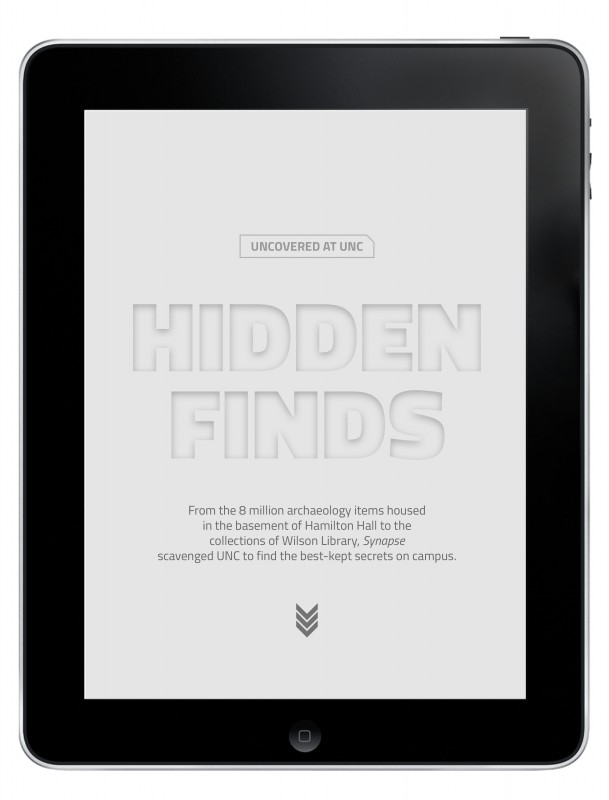 UNCOVERED AT UNC
HIDDEN
FINDS
From the 8 million archaeology items housed
in the basement of Hamilton Hall to the
collections of Wilson Library, Synapse
scavenged UNC to find the best-kept secrets on campus.